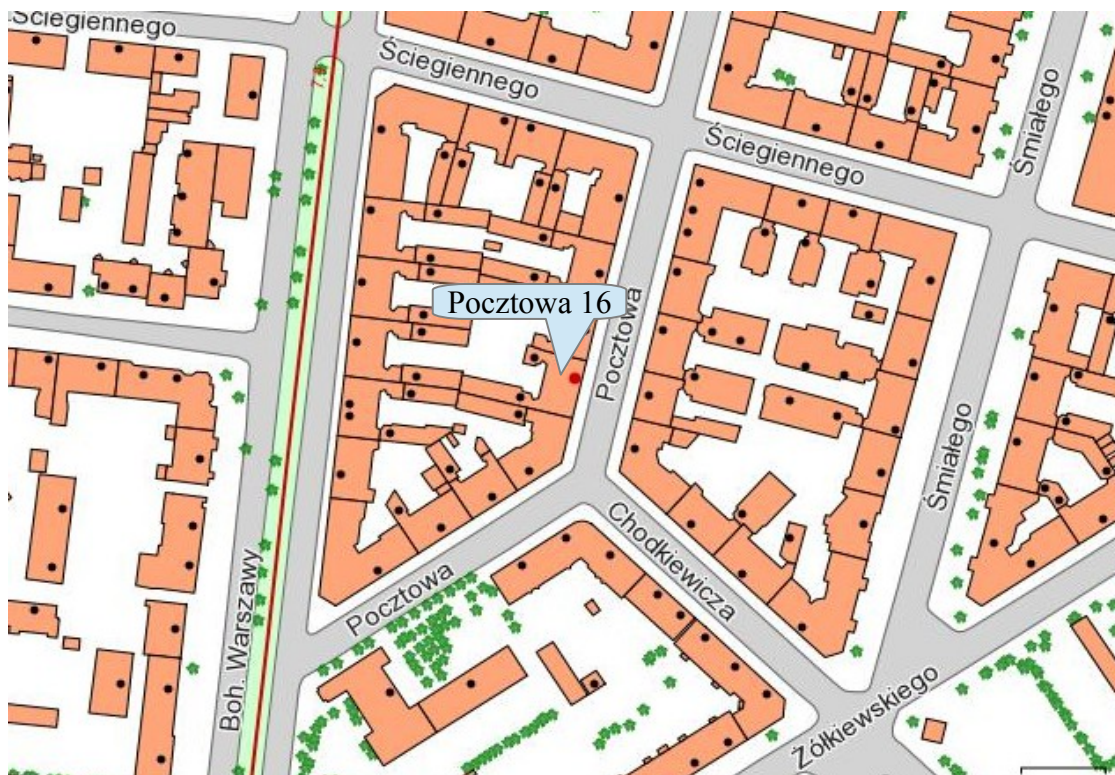 Ściegiennego
Ściegiennego
Ściegiennego
Śmiałego
Pocztowa 16
Pocztowa
Śmiałego
Chodkiewicza
Pocztowa
Boh. Warszawy
Żółkiewskiego